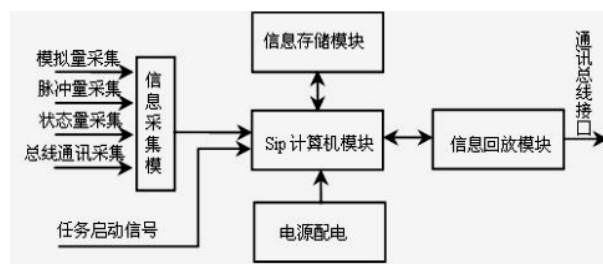 信息存储模块
模拟量采集
脉冲量采集
状态量采集
总线通讯采集
信息采集模
Sip计算机模块
信息回放模块
通讯总线接口
任务启动信号
电源配电